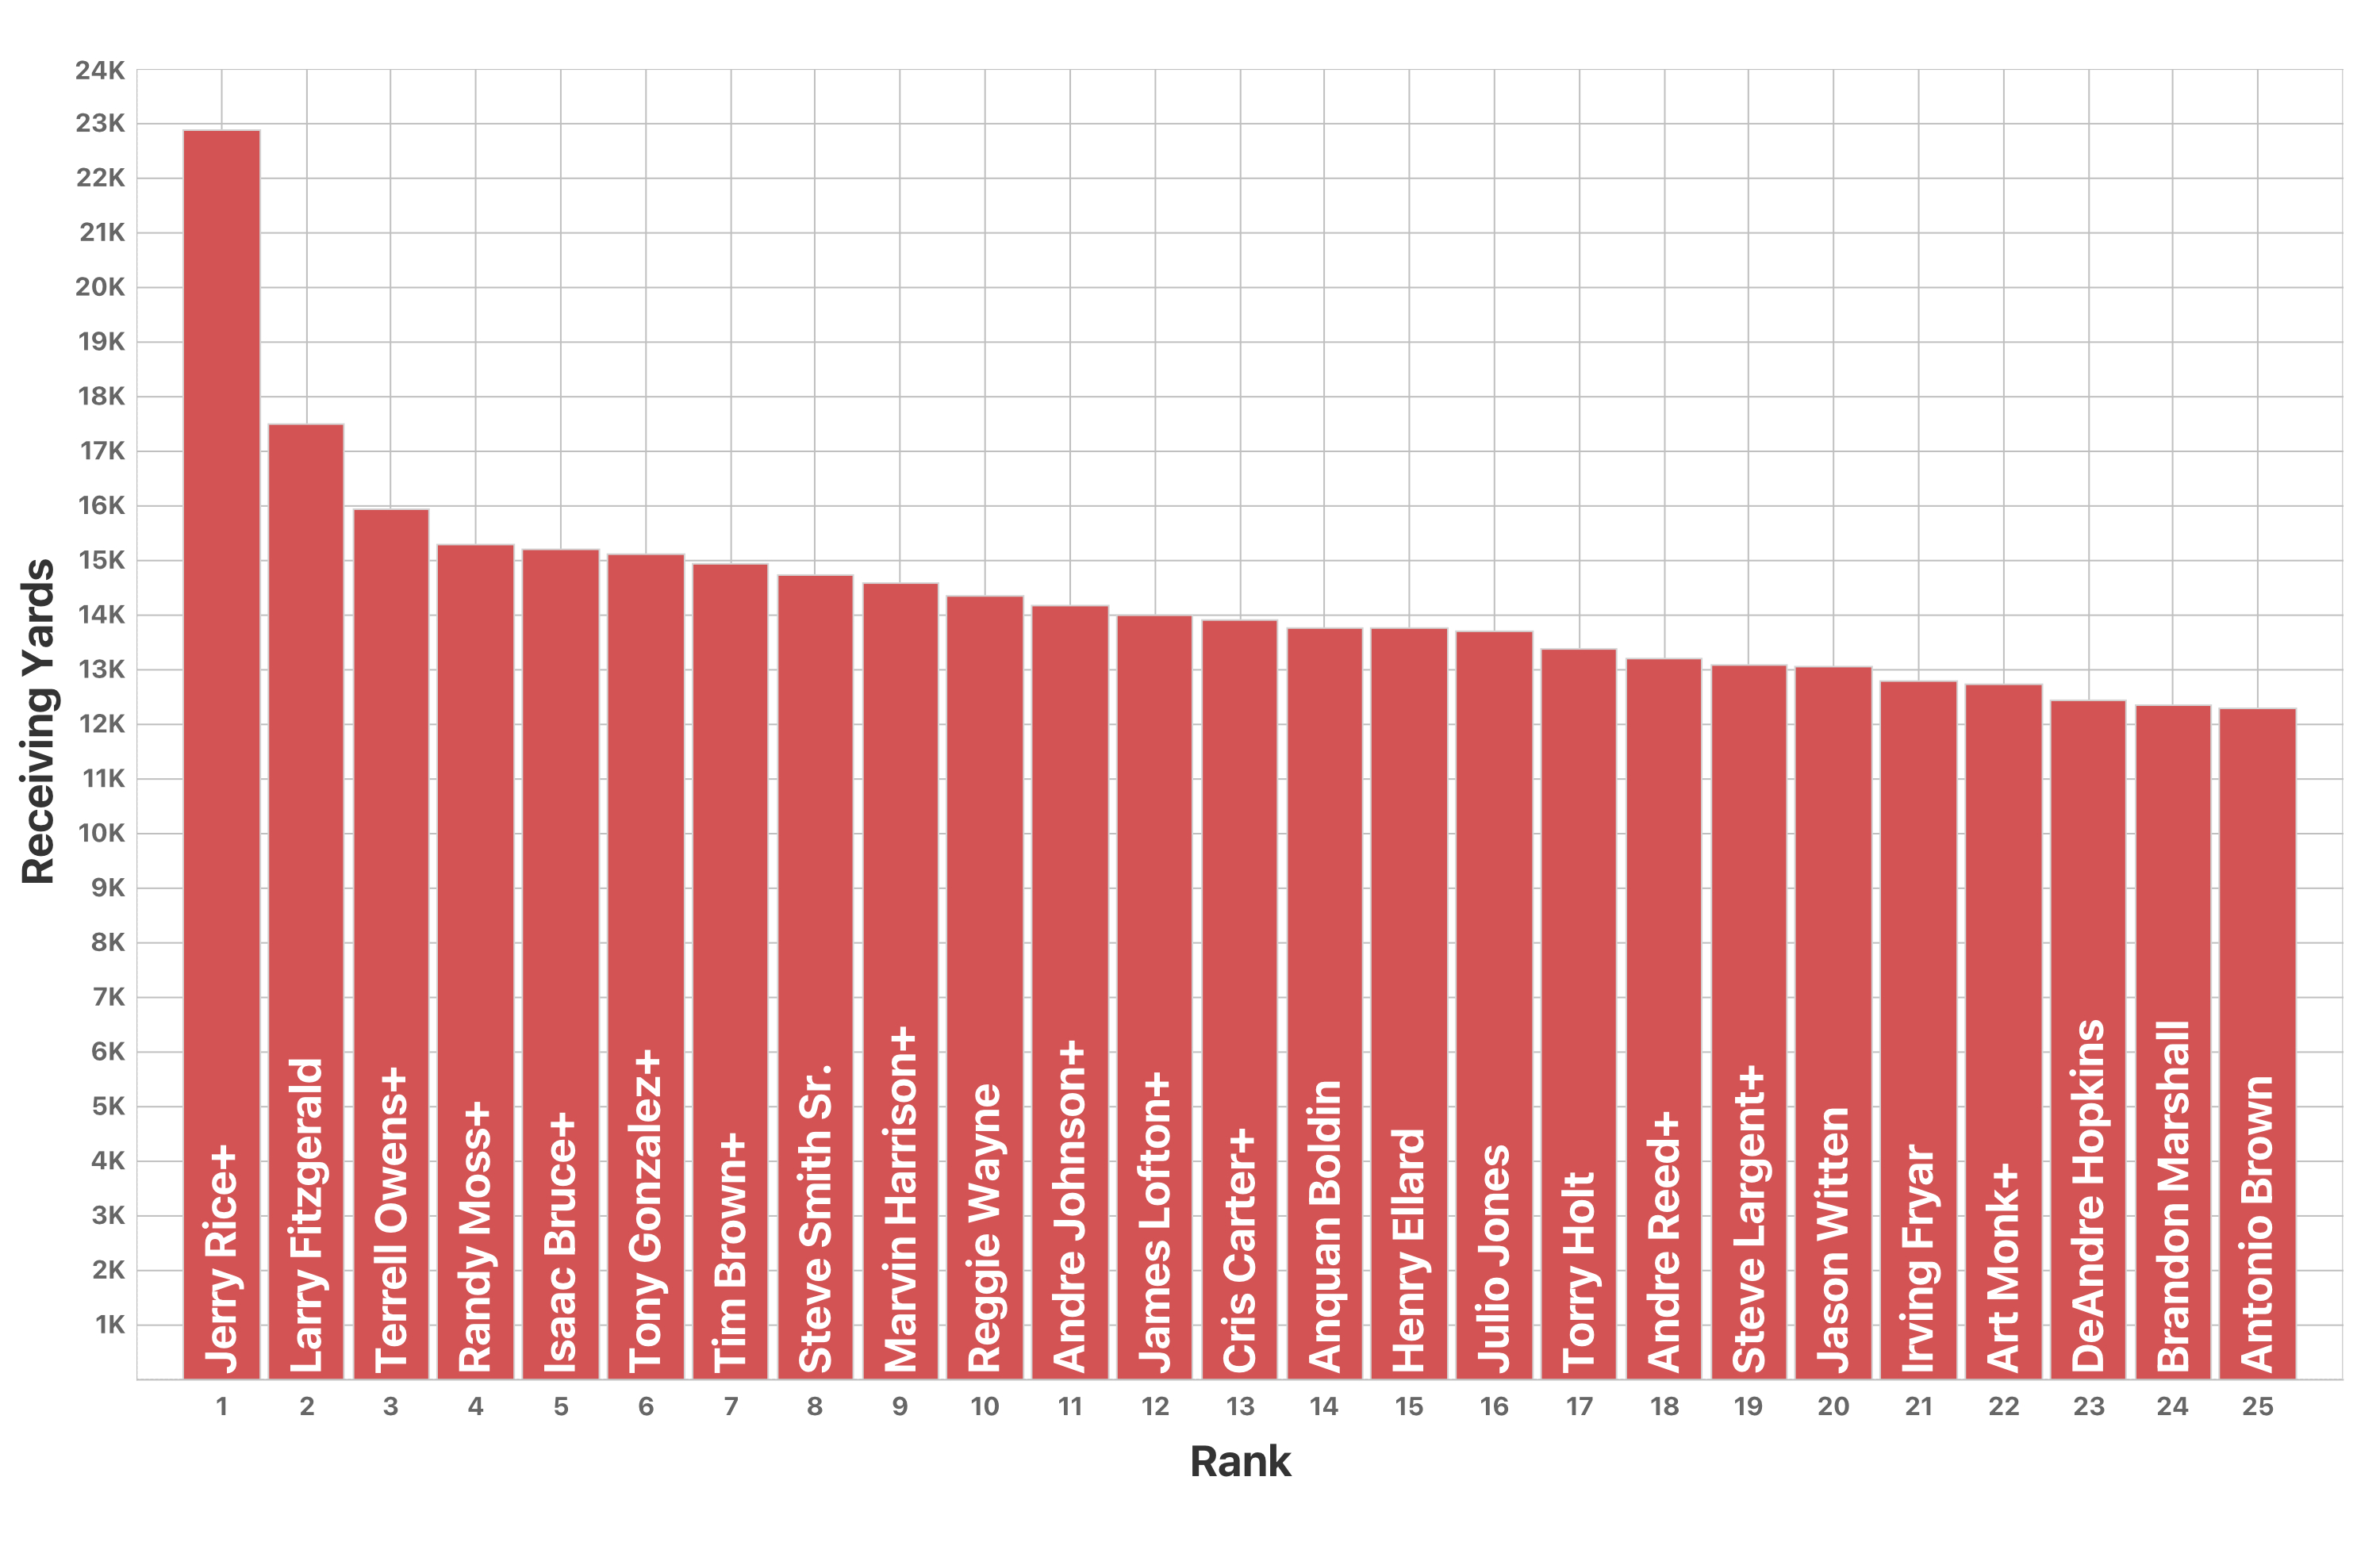 24K
23K
22K
21K
20K
19K
18K
17K
16K
15K
14K
13K
12K
11K
10K
9K
8K
7K
6K
5K
4K
3K
2K
1K
Receiving Yards
Jerry Rice+
Larry Fitzgerald
Terrell Owens+
Randy Moss+
Isaac Bruce+
Tony Gonzalez+
Tim Brown+
Steve Smith Sr.
Marvin Harrison+
Reggie Wayne
Andre Johnson+
James Lofton+
Cris Carter+
Anquan Boldin
Henry Ellard
Julio Jones
Torry Holt
Andre Reed+
Steve Largent+
Jason Witten
Irving Fryar
Art Monk+
DeAndre Hopkins
Brandon Marshall
Antonio Brown
1 2 3 4 5 6 7 8 9 10 11 12 13 14 15 16 17 18 19 20 21 22 23 24 25
Rank